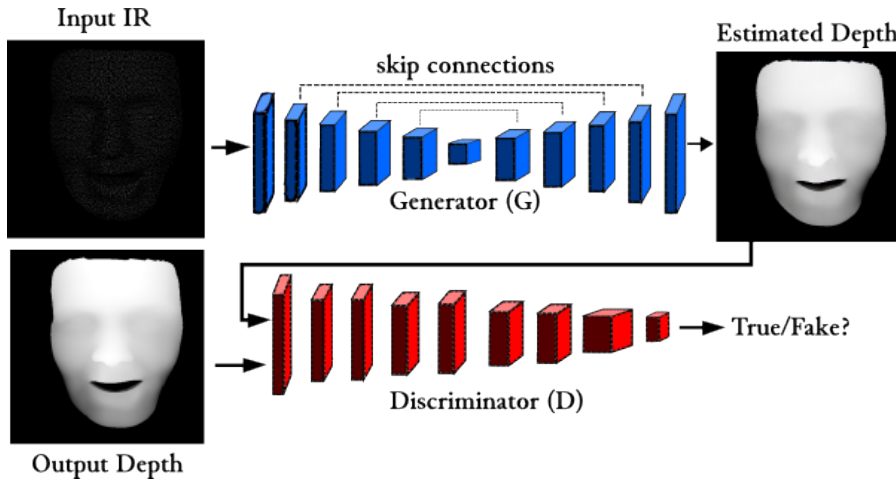 Input IR
Estimated Depth
skip connections
Generator (G)
True/Fake?
Discriminator (D)
Output Depth